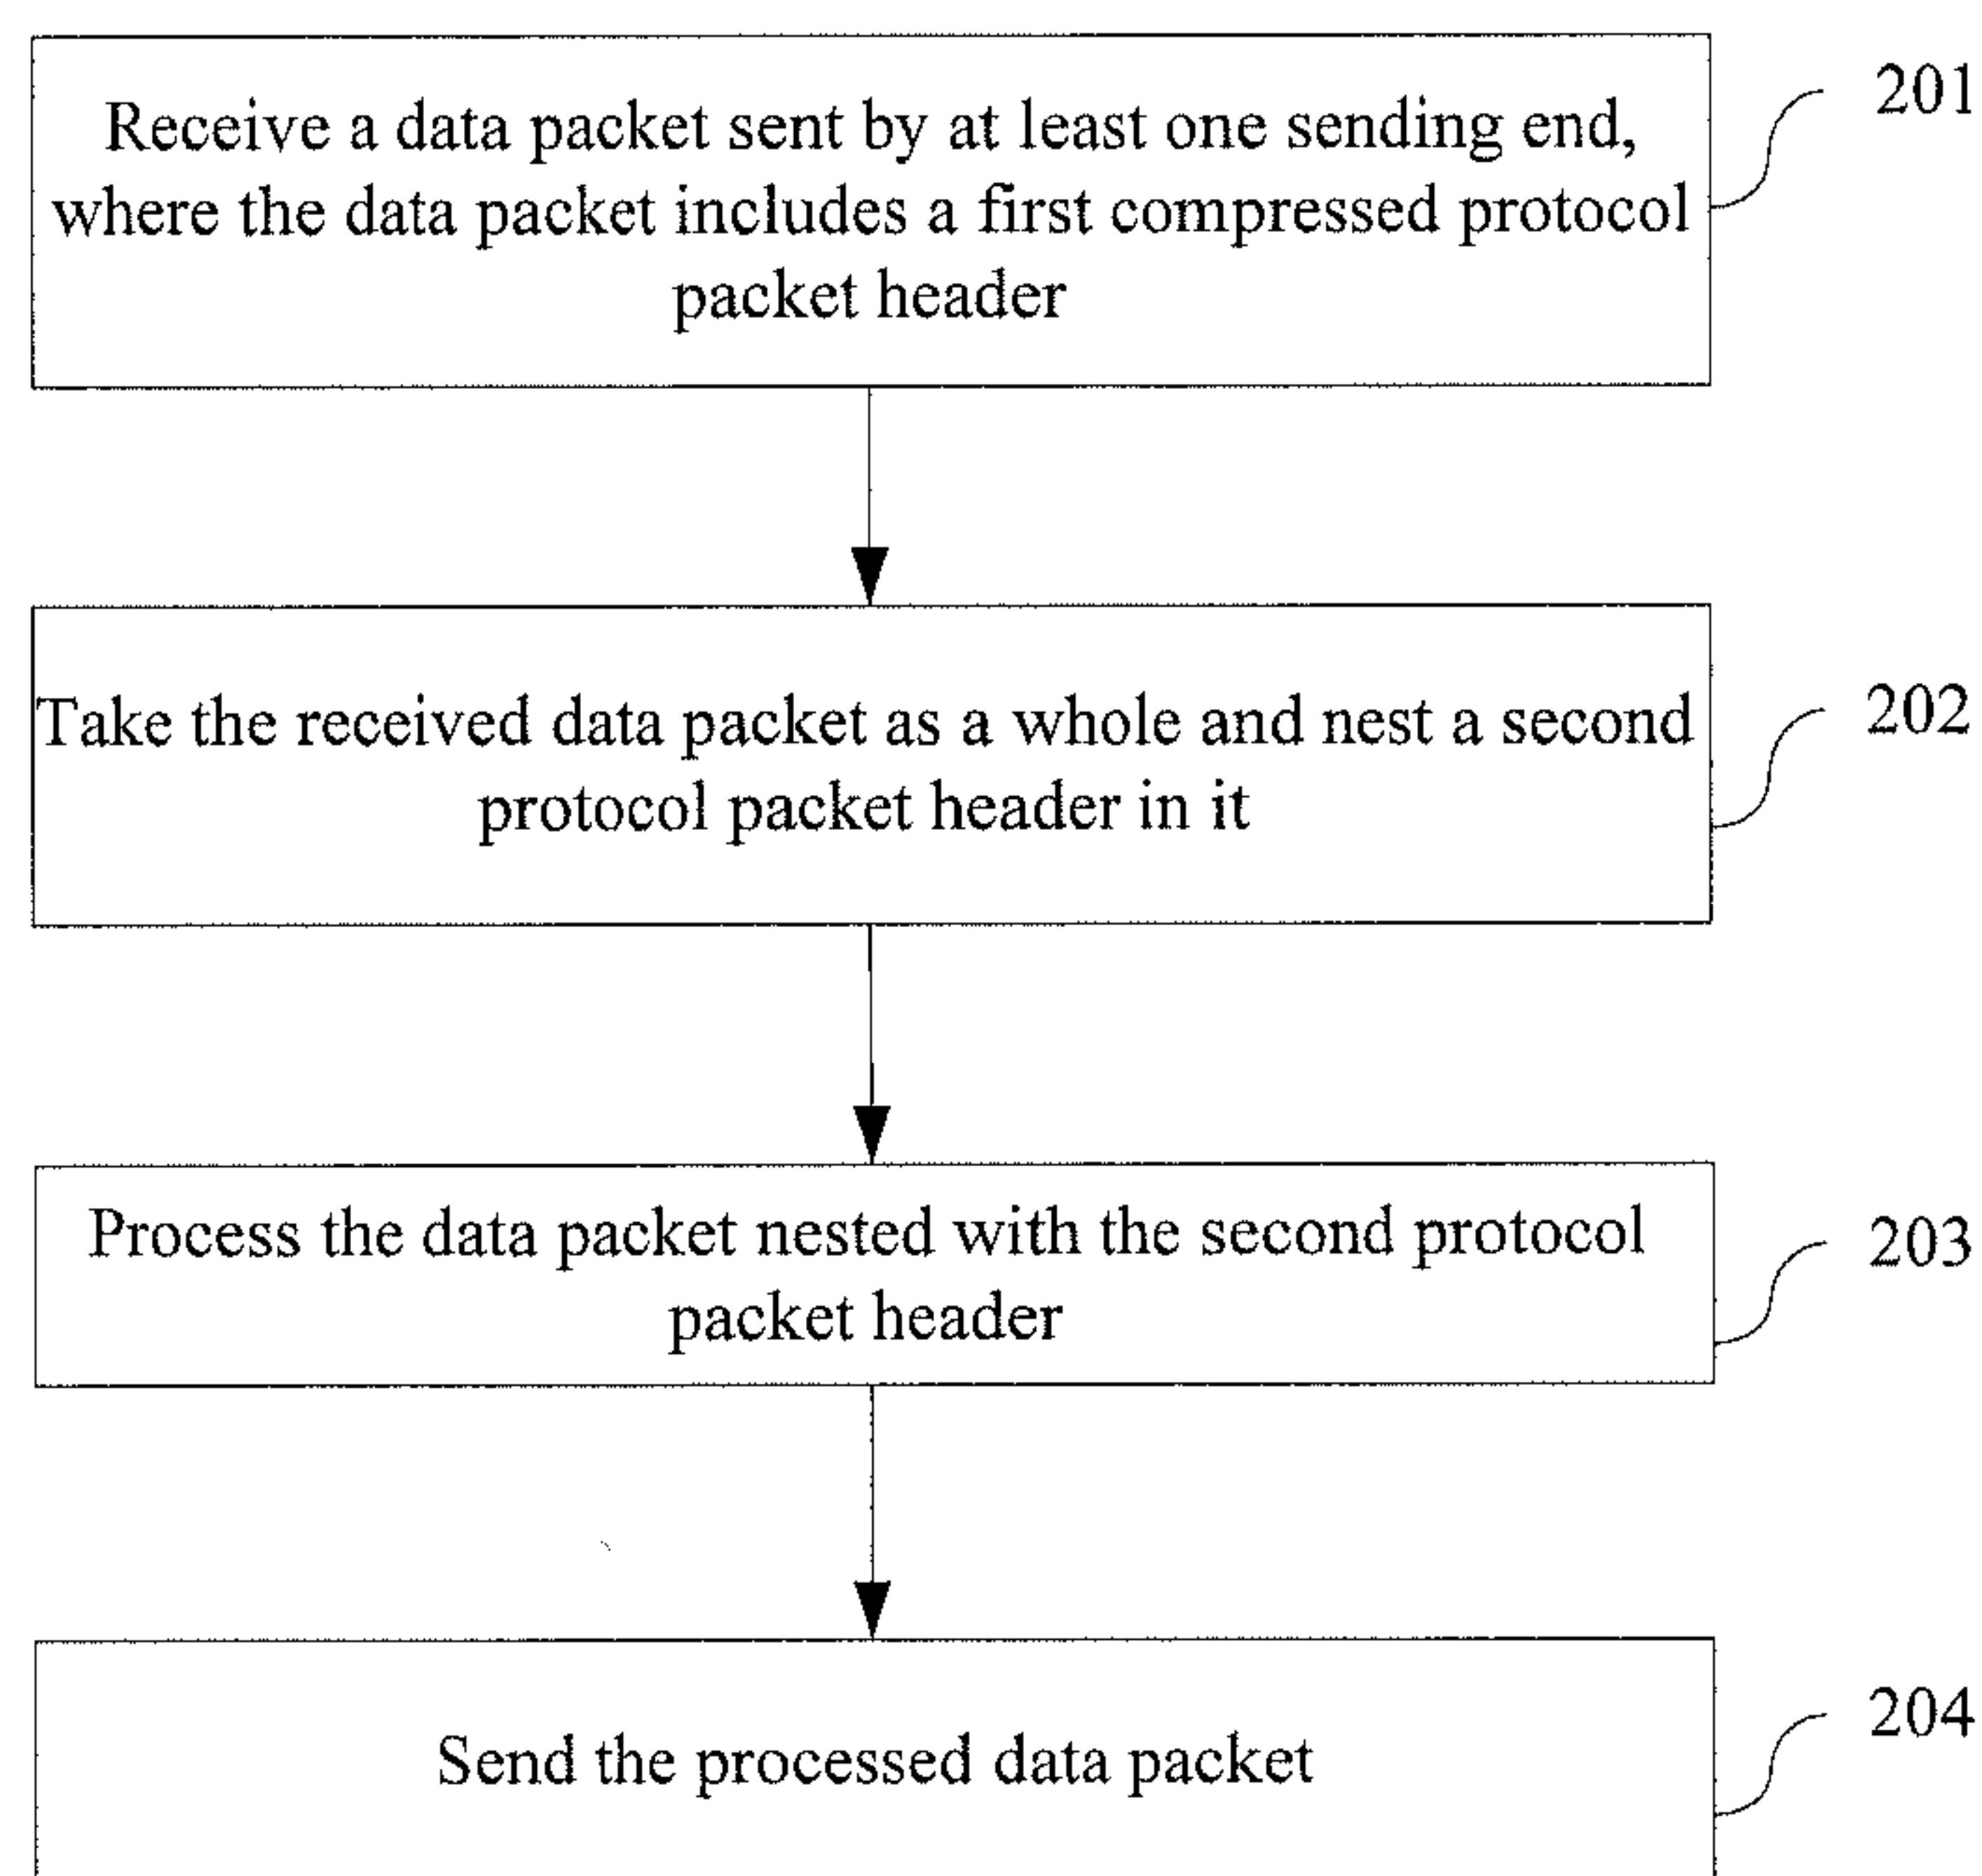 Receive a data packet sent by at least one sending end,
where the data packet includes a first compressed protocol
packet header
201
Take the received data packet as a whole and nest a second
protocol packet header in it
202
Process the data packet nested with the second protocol
packet header
203
Send the processed data packet
204